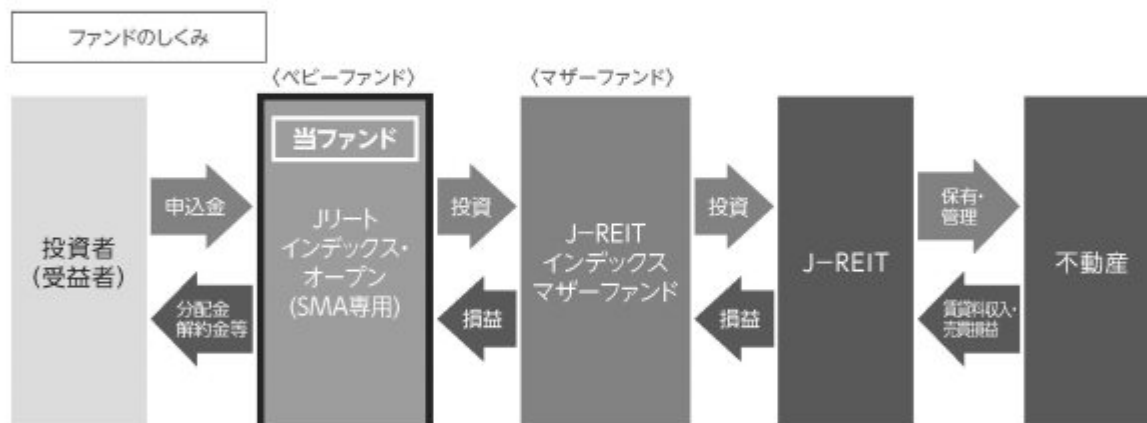 ファンドのしくみ
〈ベビーファンド〉
〈マザーファンド〉
投資者
(受益者)
申込金
分配金
解約金等
当ファンド
Jリート
インデックス・
オープン
(SMA専用)
投資
損益
J-REIT
インデックス
マザーファンド
投資
損益
J-REIT
保有・
管理
賃貸料収入・
売買損益
不動産